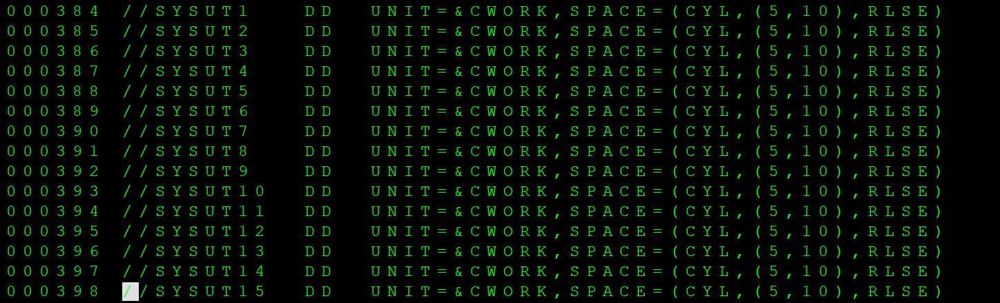 000384 //SYSUT1   DD  UNIT=&CWORK,SPACE=(CYL,(5,10),RLSE)
000385 //SYSUT2   DD  UNIT=&CWORK,SPACE=(CYL,(5,10),RLSE)
000386 //SYSUT3   DD  UNIT=&CWORK,SPACE=(CYL,(5,10),RLSE)
000387 //SYSUT4   DD  UNIT=&CWORK,SPACE=(CYL,(5,10),RLSE)
000388 //SYSUT5   DD  UNIT=&CWORK,SPACE=(CYL,(5,10),RLSE)
000389 //SYSUT6   DD  UNIT=&CWORK,SPACE=(CYL,(5,10),RLSE)
000390 //SYSUT7   DD  UNIT=&CWORK,SPACE=(CYL,(5,10),RLSE)
000391 //SYSUT8   DD  UNIT=&CWORK,SPACE=(CYL,(5,10),RLSE)
000392 //SYSUT9   DD  UNIT=&CWORK,SPACE=(CYL,(5,10),RLSE)
000393 //SYSUT10  DD  UNIT=&CWORK,SPACE=(CYL,(5,10),RLSE)
000394 //SYSUT11  DD  UNIT=&CWORK,SPACE=(CYL,(5,10),RLSE)
000395 //SYSUT12  DD  UNIT=&CWORK,SPACE=(CYL,(5,10),RLSE)
000396 //SYSUT13  DD  UNIT=&CWORK,SPACE=(CYL,(5,10),RLSE)
000397 //SYSUT14  DD  UNIT=&CWORK,SPACE=(CYL,(5,10),RLSE)
000398 //SYSUT15  DD  UNIT=&CWORK,SPACE=(CYL,(5,10),RLSE)